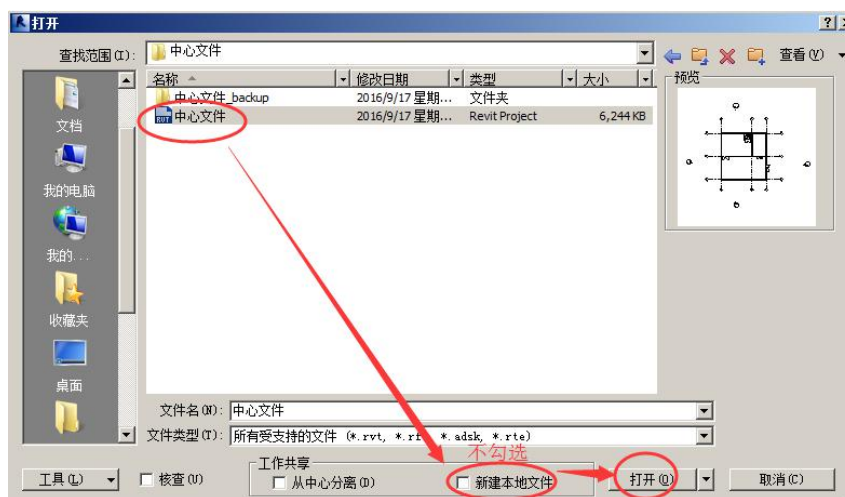 打开
查找范围(I):
中心文件
查看(V)
名称
修改日期
类型
大小
预览
中心文件_backup
2016/9/17 星期...
文件夹
中心文件
2016/9/17 星期...
Revit Project
6,244 KB
文档
我的电脑
我的...
收藏夹
桌面
文件名(N):
中心文件
文件类型(T):
所有受支持的文件 (*.rvt, *.rf *.adsk, *.rte)
不勾选
工具(L)
核查(U)
工作共享
从中心分离(D)
新建本地文件
打开(O)
取消(C)